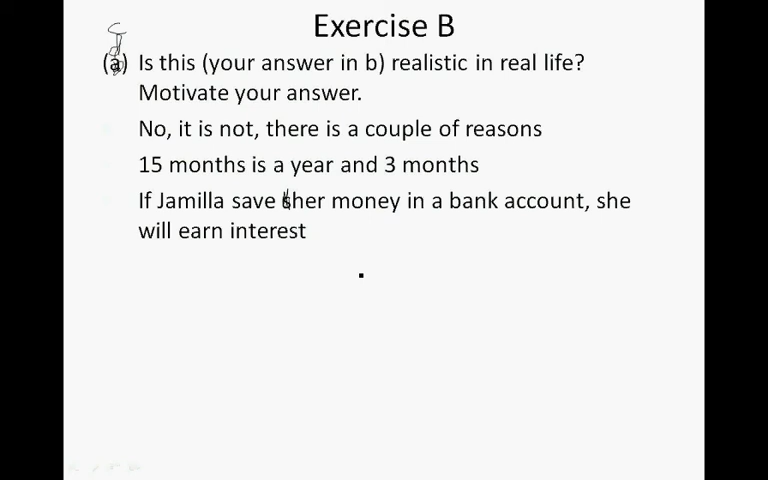 Exercise B
(a) Is this (your answer in b) realistic in real life?
Motivate your answer.
No, it is not, there is a couple of reasons
15 months is a year and 3 months
If Jamilla save sher money in a bank account, she
will earn interest